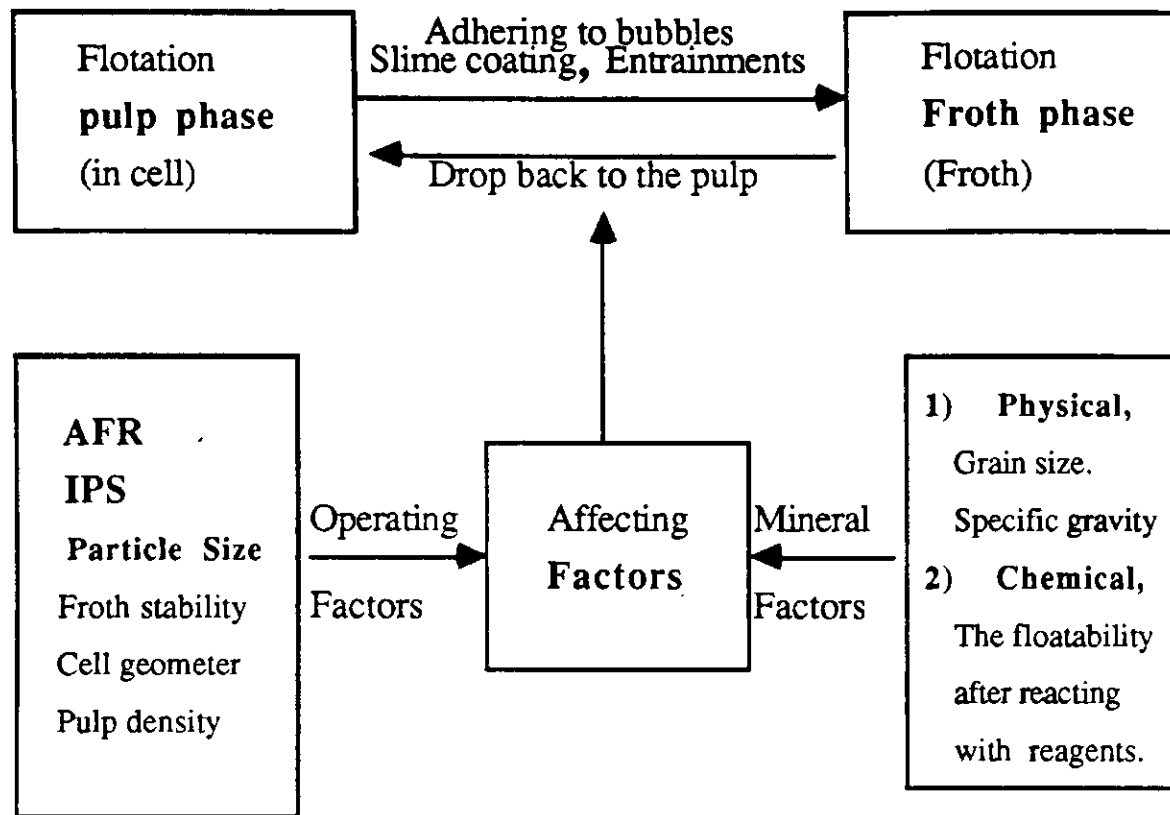 Flotation
pulp phase
(in cell)
Adhering to bubbles
Slime coating, Entrainments
Drop back to the pulp
Flotation
Froth phase
(Froth)
AFR
IPS
Particle Size
Froth stability
Cell geometer
Pulp density
Operating
Factors
Affecting
Factors
Mineral
Factors
1) Physical,
Grain size.
Specific gravity
2) Chemical,
The floatability
after reacting
with reagents.